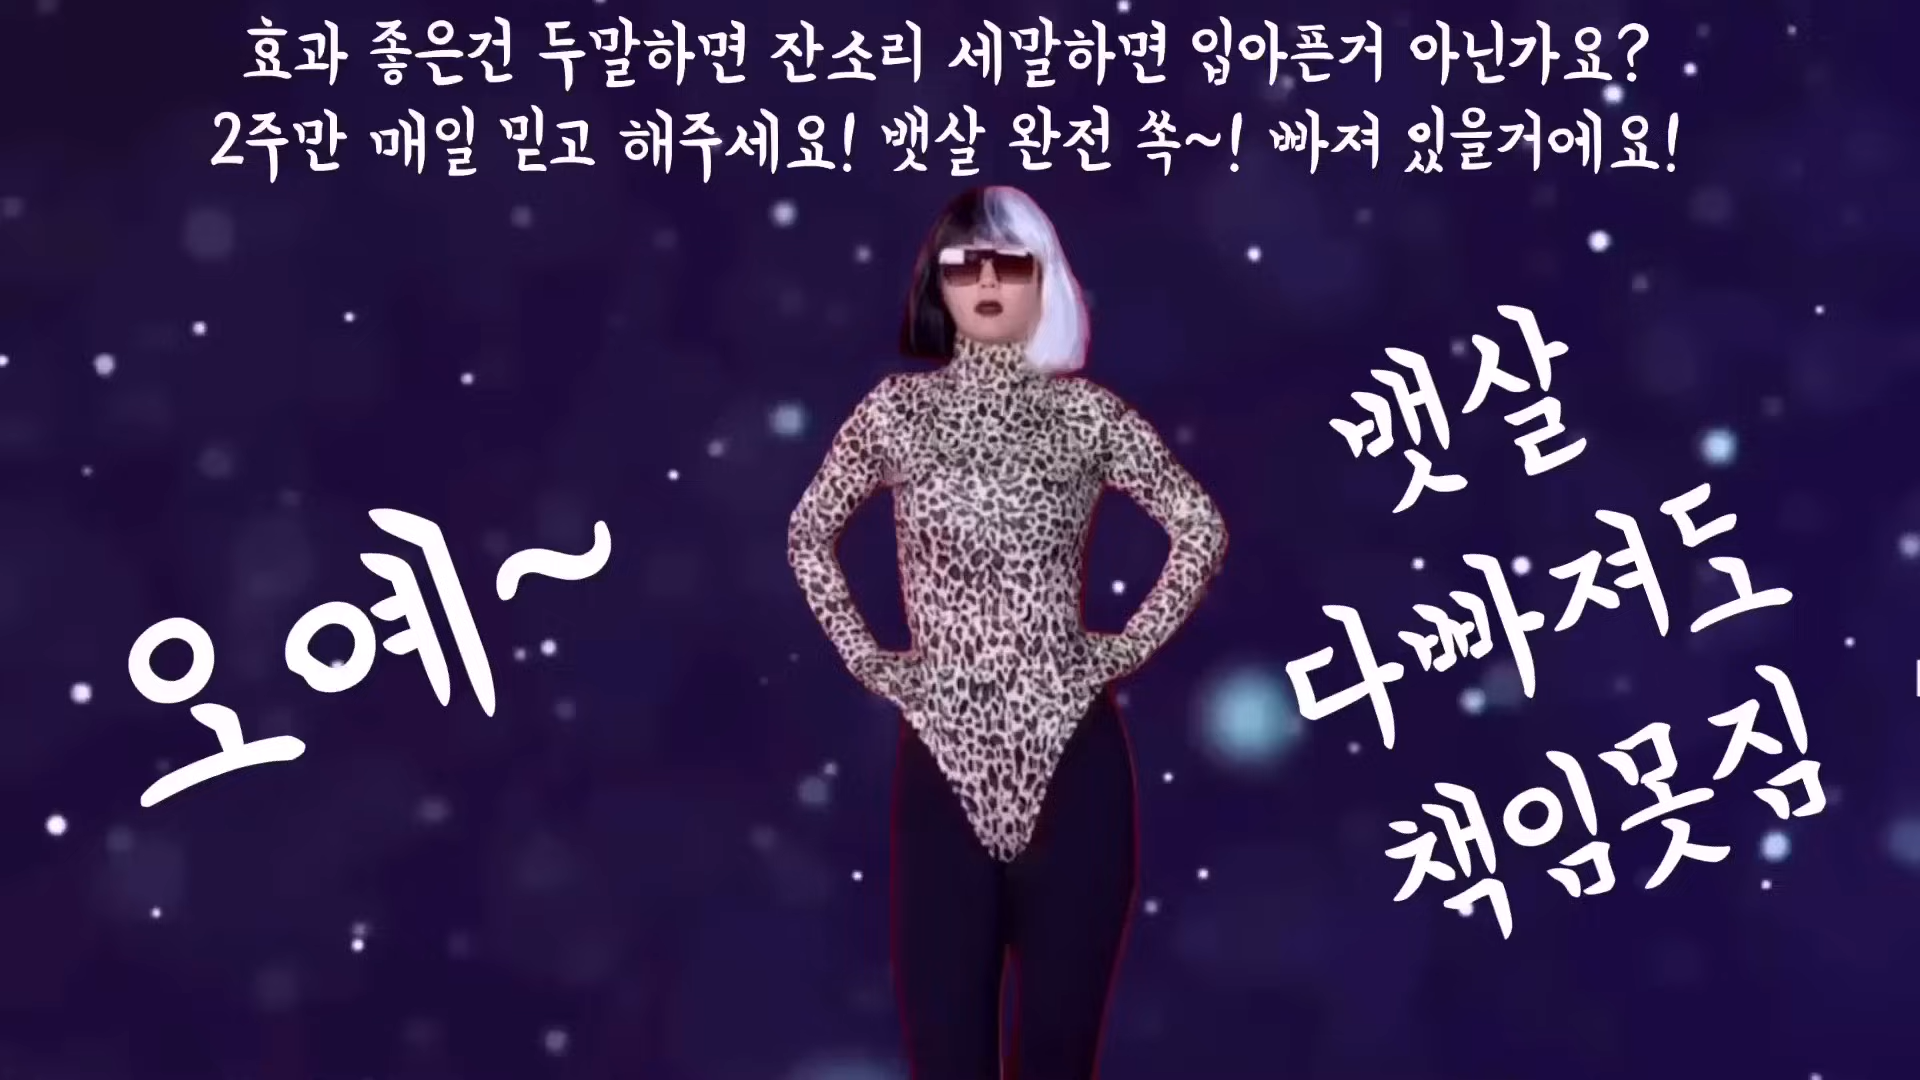 효과 좋은건 두말하면 잔소리 세말하면 입아픈거 아닌가요?
2주만 매일 믿고 해주세요! 뱃살 완전 쏙~! 빠져 있을거에요!
오예~
뱃살
다빠져도
책임못짐